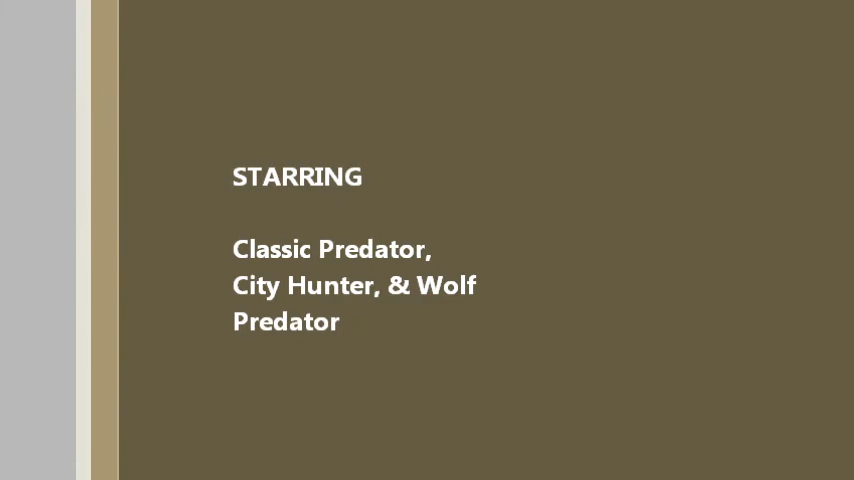 STARRING
Classic Predator,
City Hunter, & Wolf
Predator